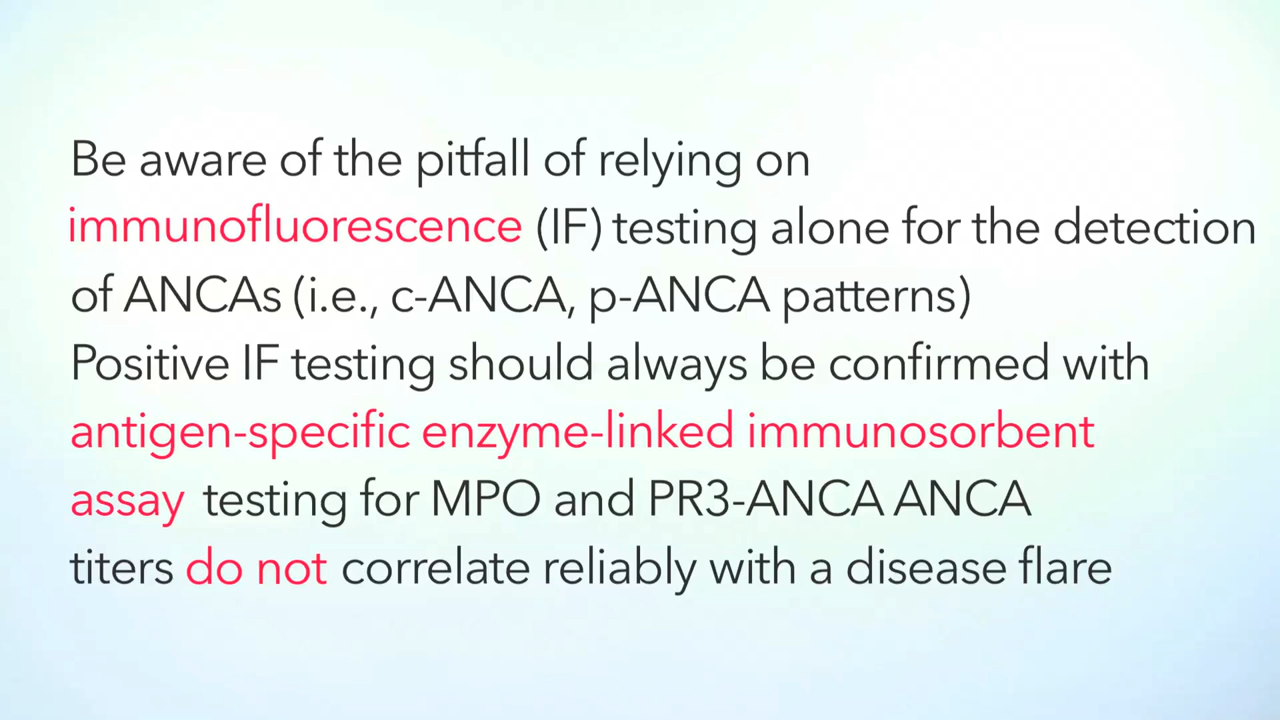 Be aware of the pitfall of relying on
immunofluorescence (IF) testing alone for the detection
of ANCAs (i.e., c-ANCA, p-ANCA patterns)
Positive IF testing should always be confirmed with
antigen-specific enzyme-linked immunosorbent
assay testing for MPO and PR3-ANCA ANCA
titers do not correlate reliably with a disease flare